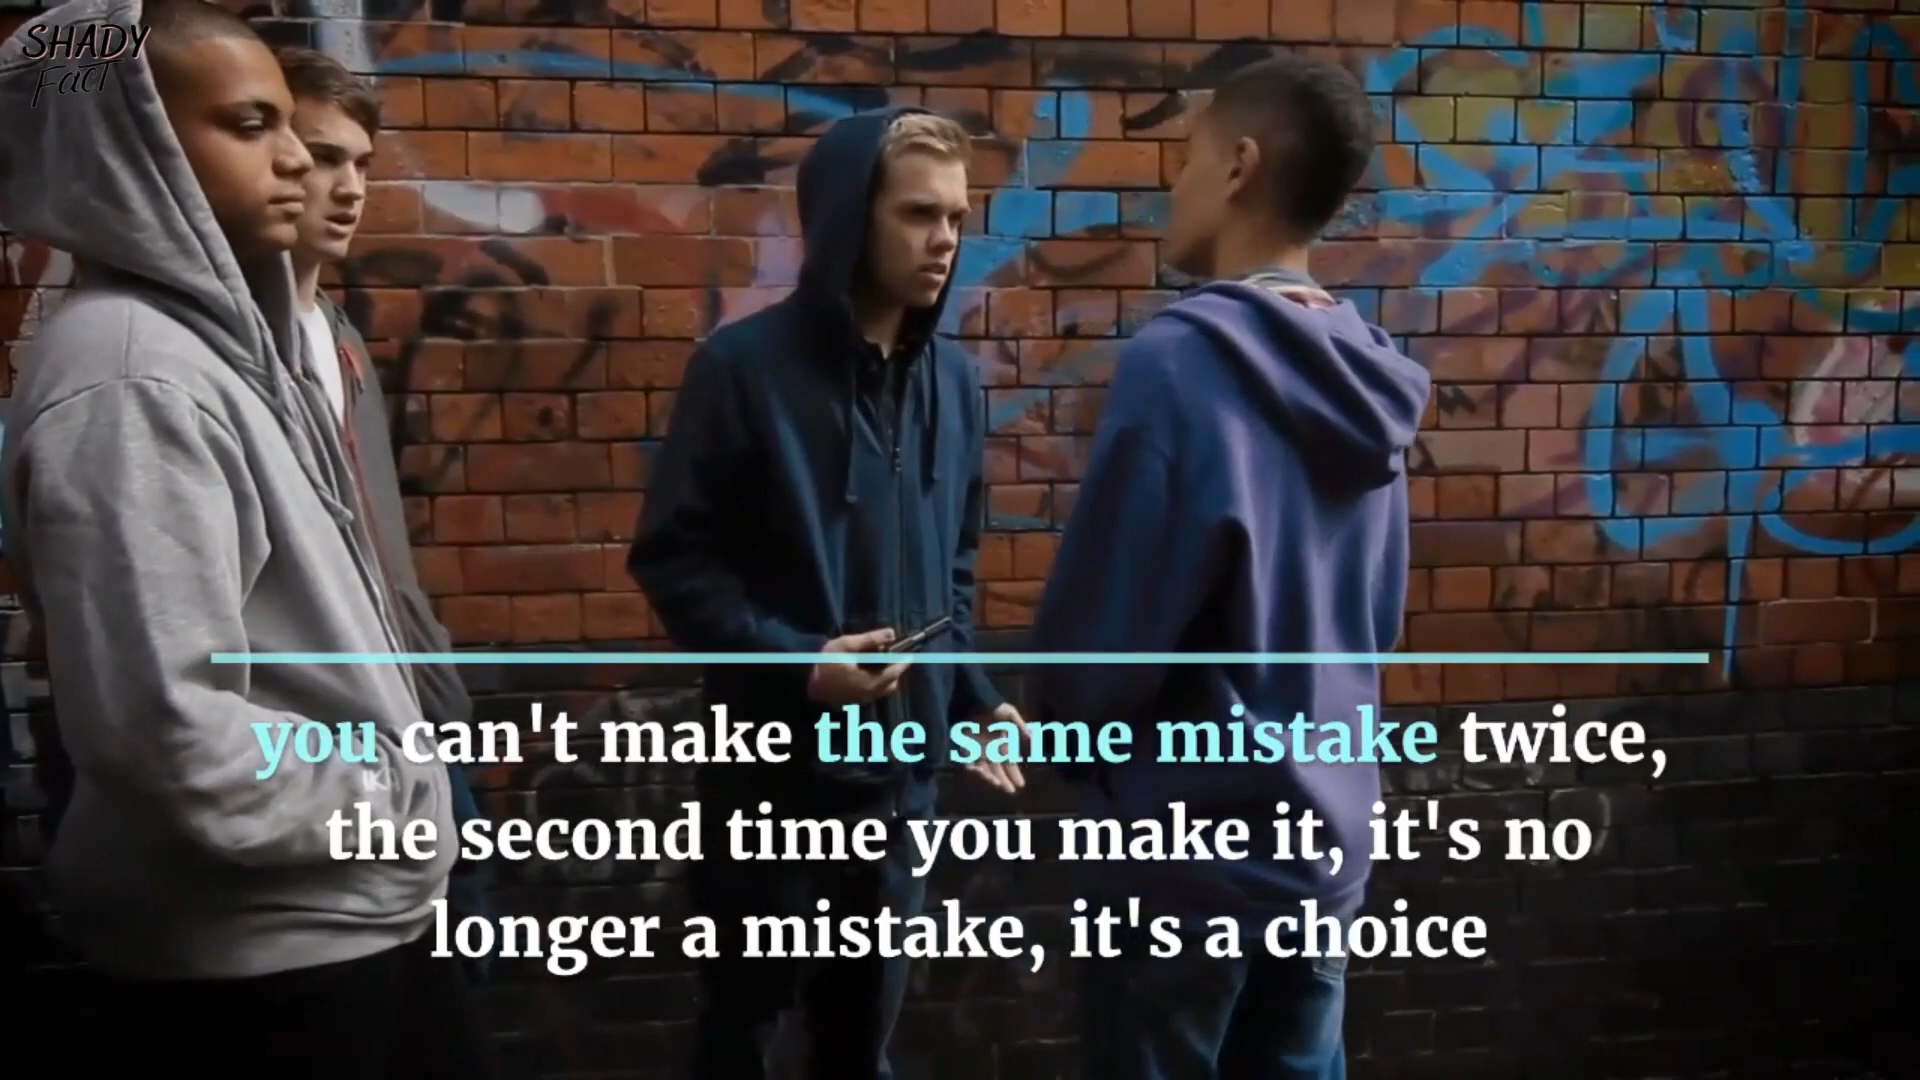 SHADY
Fact
you can't make the same mistake twice,
the second time you make it, it's no
longer a mistake, it's a choice